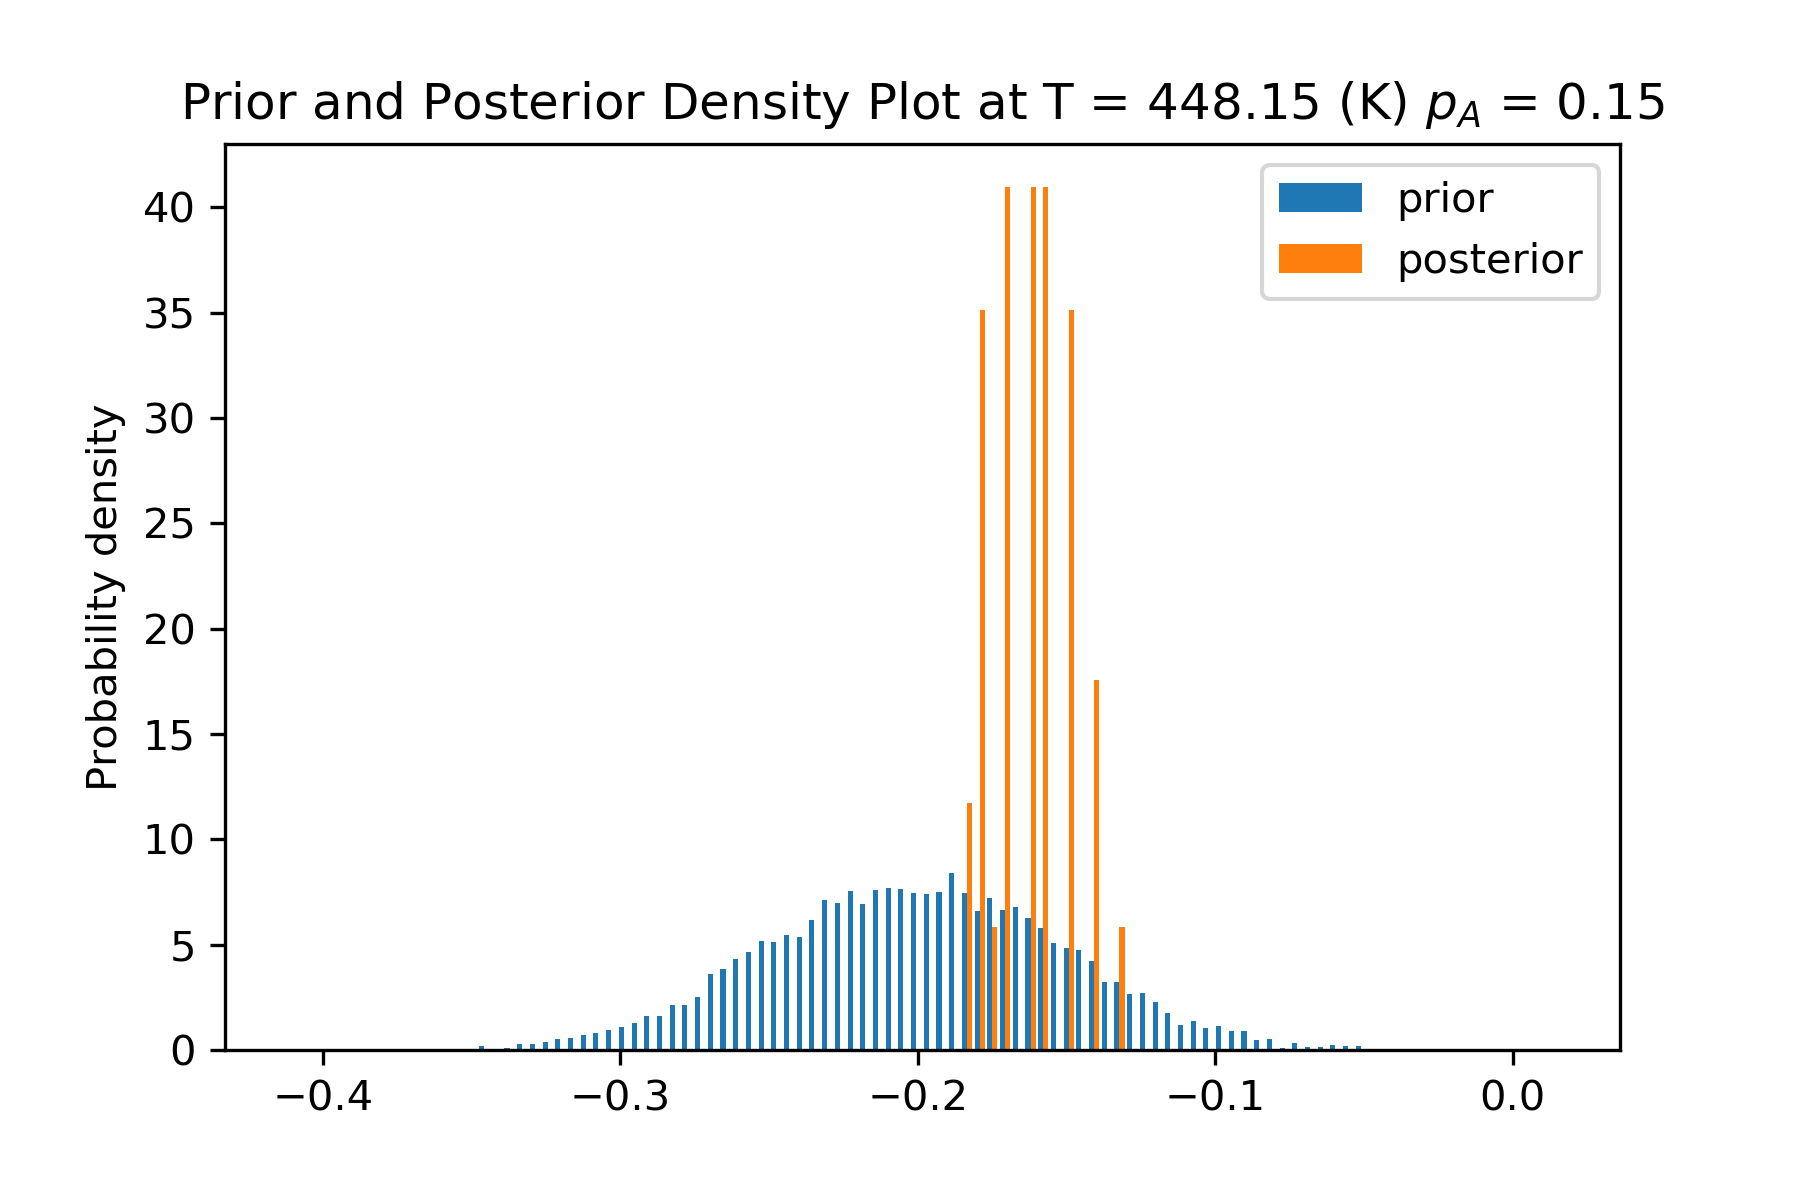 Prior and Posterior Density Plot at T = 448.15 (K) p_A = 0.15
prior
posterior
Probability density
40
35
30
25
20
15
10
5
0
−0.4 −0.3 −0.2 −0.1 0.0